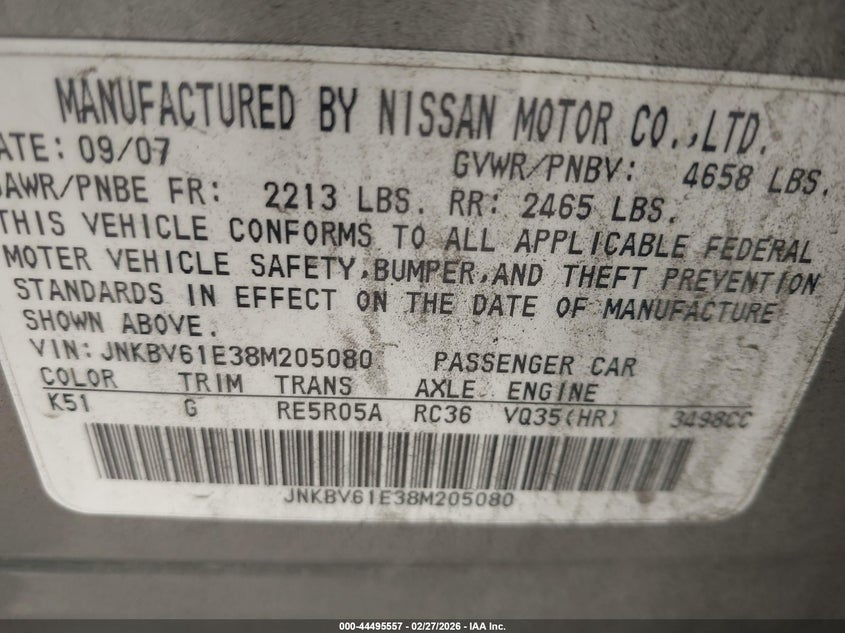 MANUFACTURED BY NISSAN MOTOR CO.,LTD.
ATE: 09/07 GVWR/PNBV: 4658 LBS.
AWR/PNBE FR: 2213 LBS. RR: 2465 LBS.
THIS VEHICLE CONFORMS TO ALL APPLICABLE FEDERAL
MOTER VEHICLE SAFETY,BUMPER,AND THEFT PREVENTION
STANDARDS IN EFFECT ON THE DATE OF MANUFACTURE
SHOWN ABOVE.
VIN: JNKBV61E38M205080 PASSENGER CAR
COLOR TRIM TRANS AXLE ENGINE
K51 G RE5R05A RC36 VQ35(HR) 3498CC
JNKBV61E38M205080
000-44495557 - 02/27/2026 - IAA Inc.